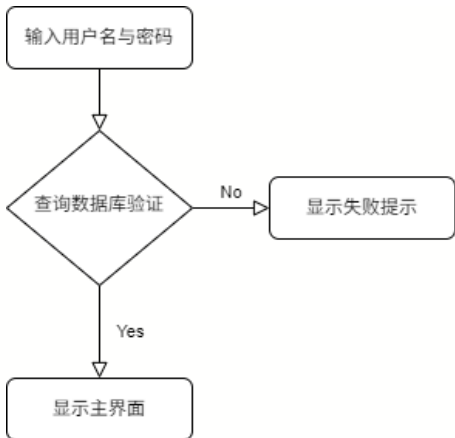 输入用户名与密码
查询数据库验证
No
显示失败提示
Yes
显示主界面